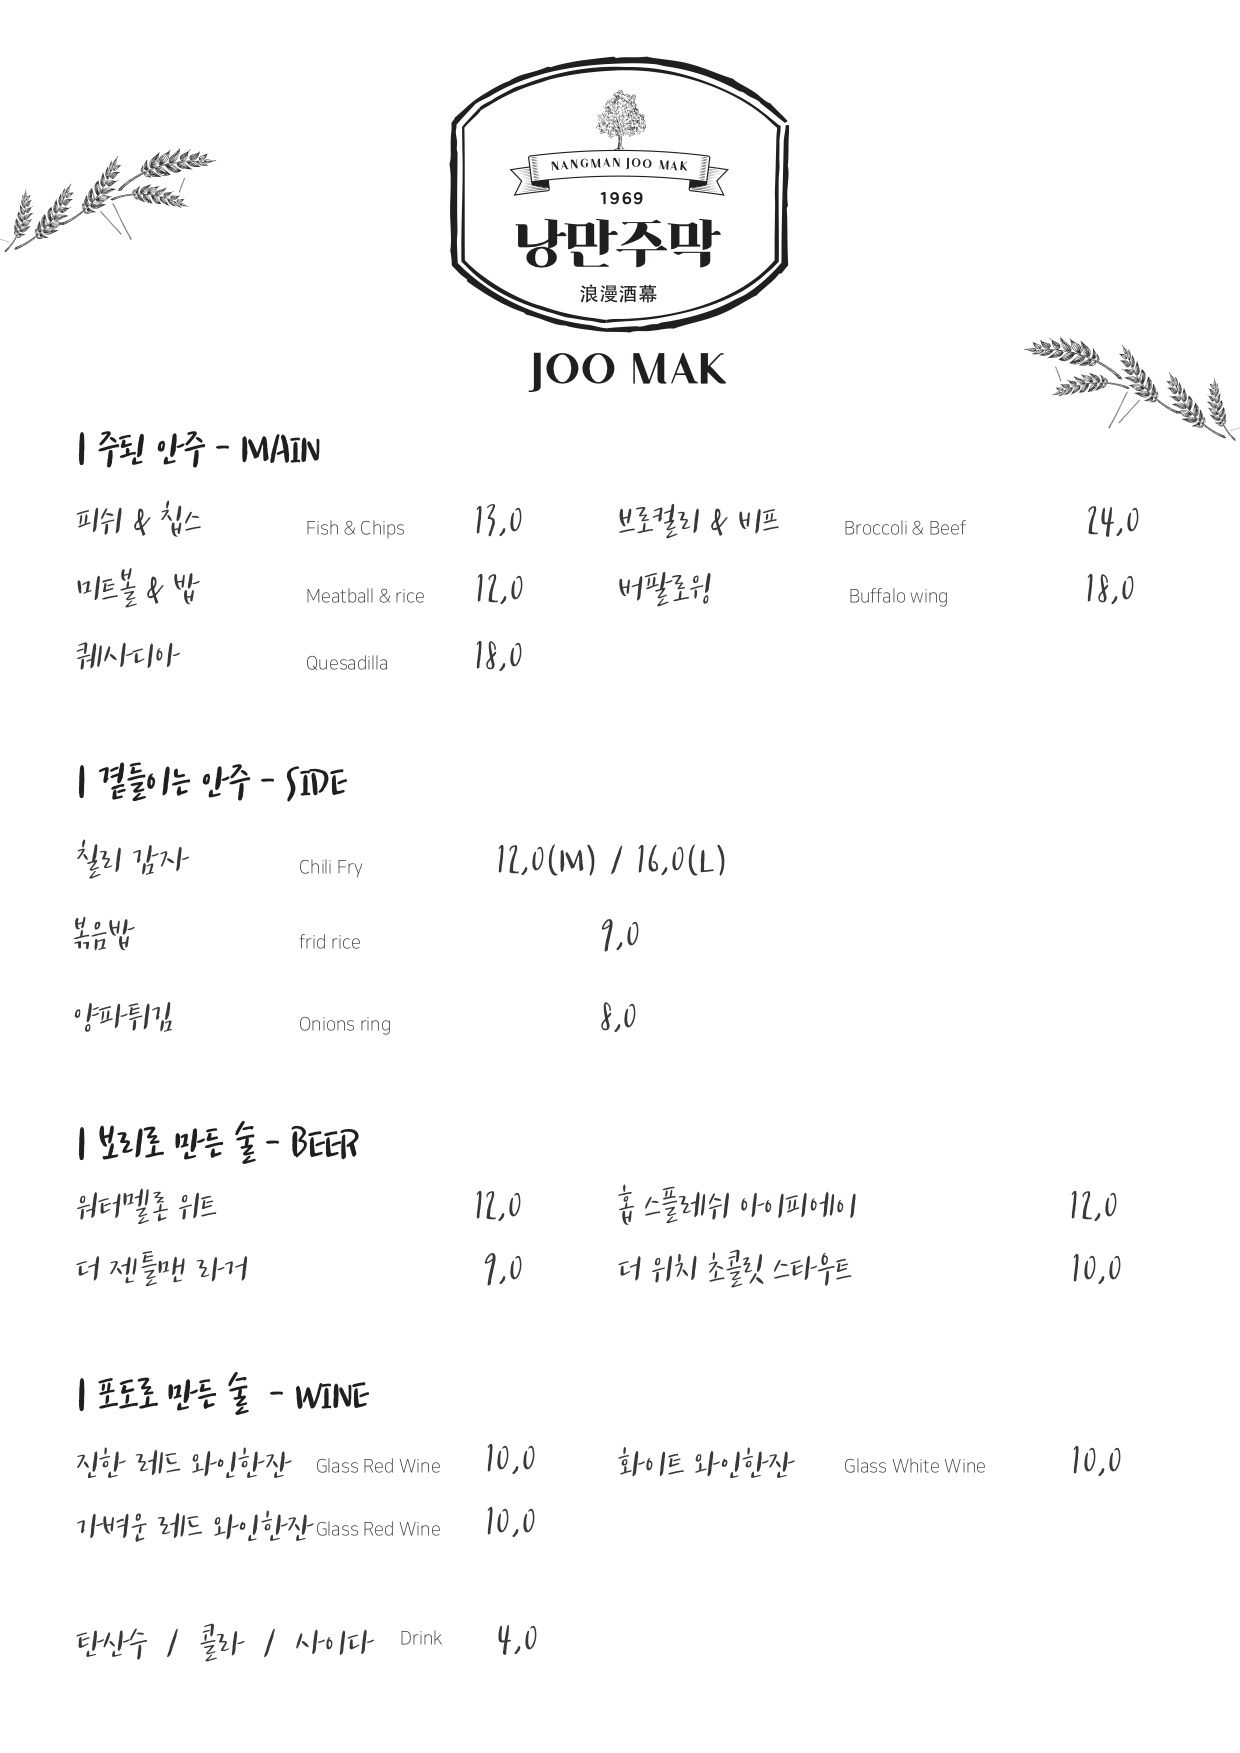 NANGMAN JOO MAK
1969
낭만주막
浪漫酒幕
JOO MAK
| 주된 안주 - MAIN
피쉬 & 칩스 Fish & Chips 13,0 브로컬리 & 비프 Broccoli & Beef 24,0
미트볼 & 밥 Meatball & rice 12,0 버팔로윙 Buffalo wing 18,0
퀘사디아 Quesadilla 18,0
| 곁들이는 안주 - SIDE
칠리 감자 Chili Fry 12,0(M) / 16,0(L)
볶음밥 frid rice 9,0
양파튀김 Onions ring 8,0
| 보리로 만든 술 - BEER
워터멜론 위트 12,0 홉 스플레쉬 아이피에이 12,0
더 젠틀맨 라거 9,0 더 위치 초콜릿 스타우트 10,0
| 포도로 만든 술 - WINE
진한 레드 와인한잔 Glass Red Wine 10,0 화이트 와인한잔 Glass White Wine 10,0
가벼운 레드 와인한잔 Glass Red Wine 10,0
탄산수 / 콜라 / 사이다 Drink 4,0